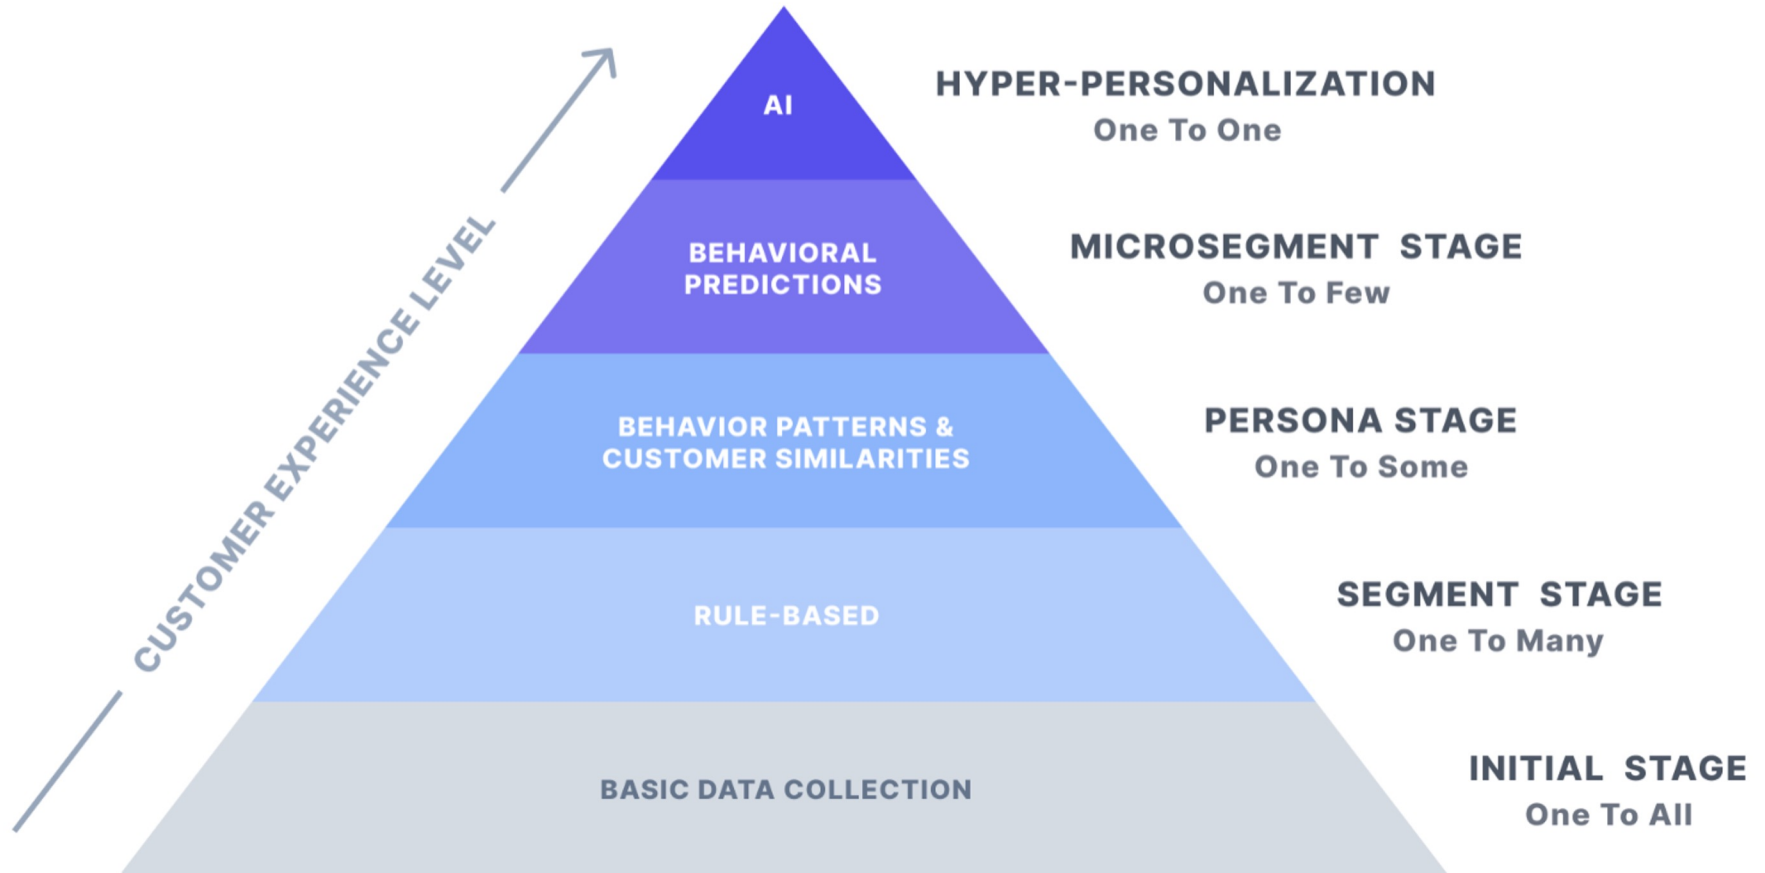 AI
HYPER-PERSONALIZATION
One To One
BEHAVIORAL
PREDICTIONS
MICROSEGMENT STAGE
One To Few
CUSTOMER EXPERIENCE LEVEL
BEHAVIOR PATTERNS &
CUSTOMER SIMILARITIES
PERSONA STAGE
One To Some
RULE-BASED
SEGMENT STAGE
One To Many
BASIC DATA COLLECTION
INITIAL STAGE
One To All